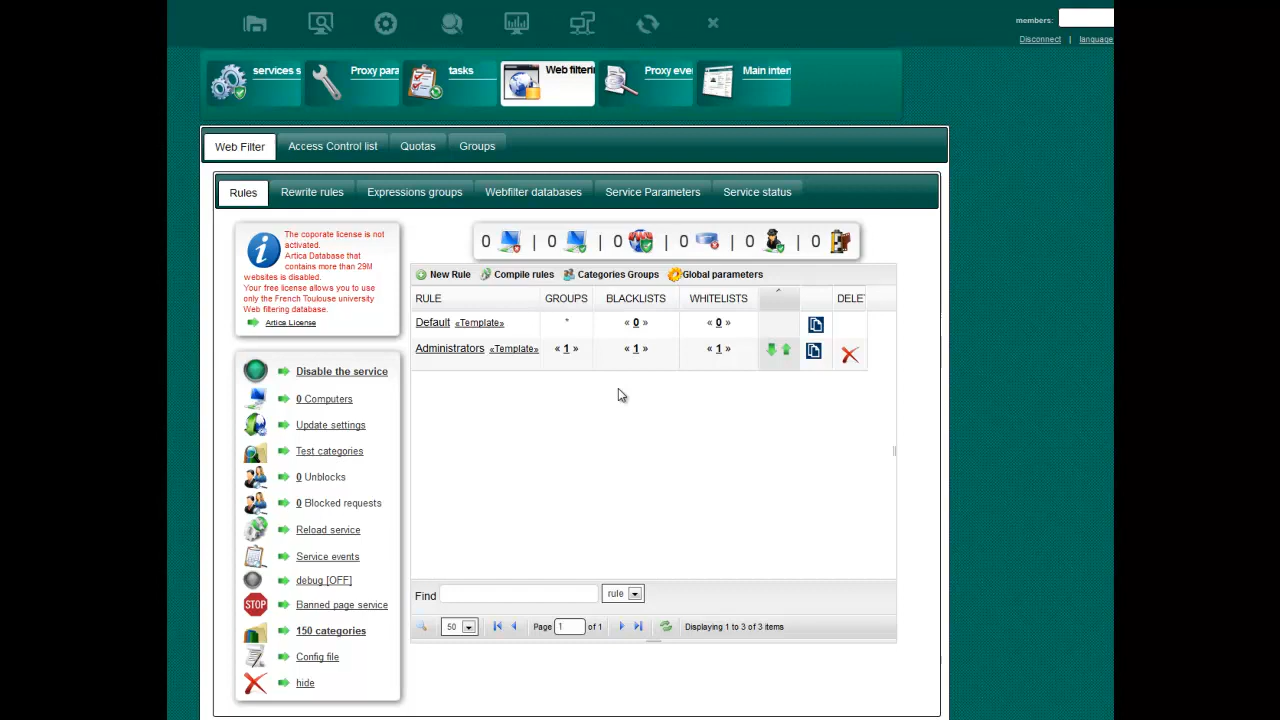 members:
Disconnect | language
services s
Proxy para
tasks
Web filteri
Proxy eve
Main inter
Web Filter
Access Control list
Quotas
Groups
Rules
Rewrite rules
Expressions groups
Webfilter databases
Service Parameters
Service status
The coporate license is not
activated.
Artica Database that
contains more than 29M
websites is disabled.
Your free license allows you to use
only the French Toulouse university
Web filtering database.
Artica License
0 | 0 | 0 | 0 | 0 | 0
New Rule Compile rules Categories Groups Global parameters
RULE GROUPS BLACKLISTS WHITELISTS DELE
Default «Template» * « 0 » « 0 »
Administrators «Template» « 1 » « 1 » « 1 »
Disable the service
0 Computers
Update settings
Test categories
0 Unblocks
0 Blocked requests
Reload service
Service events
debug [OFF]
STOP Banned page service
150 categories
Config file
hide
Find rule
50 Page 1 of 1 Displaying 1 to 3 of 3 items